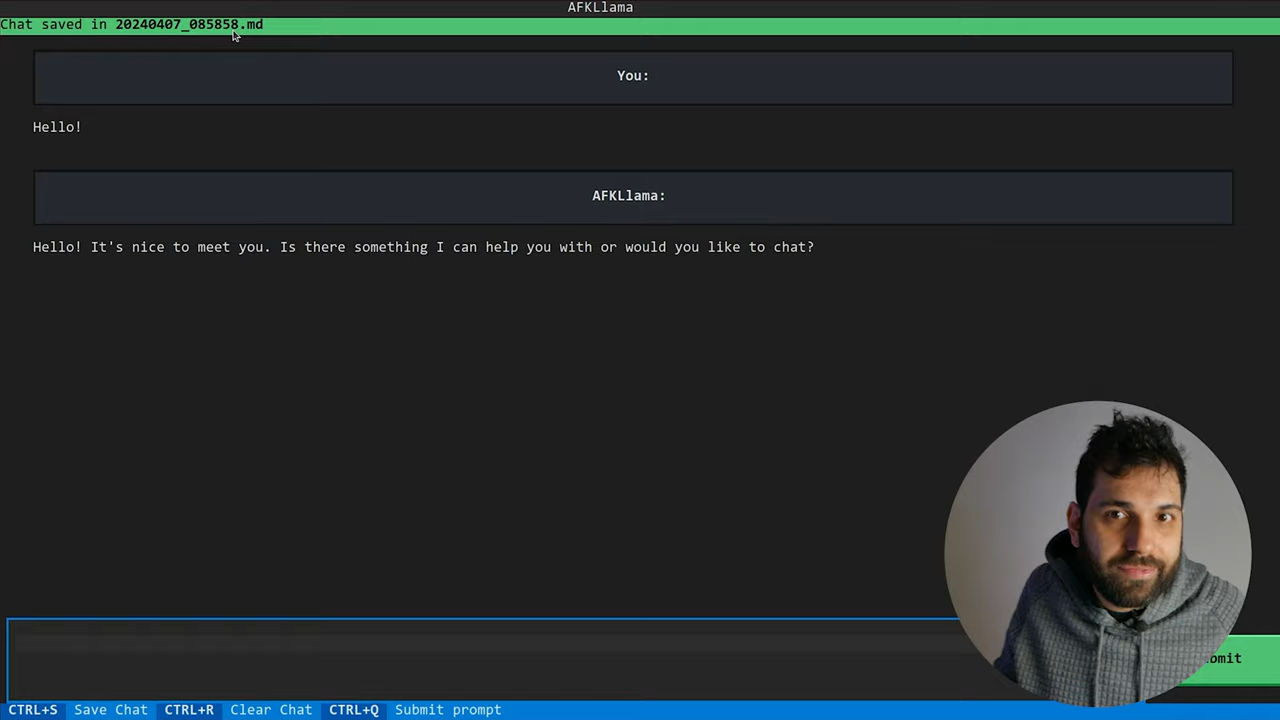 AFKLlama
Chat saved in 20240407_085858.md
You:
Hello!
AFKLlama:
Hello! It's nice to meet you. Is there something I can help you with or would you like to chat?
CTRL+S Save Chat CTRL+R Clear Chat CTRL+Q Submit prompt